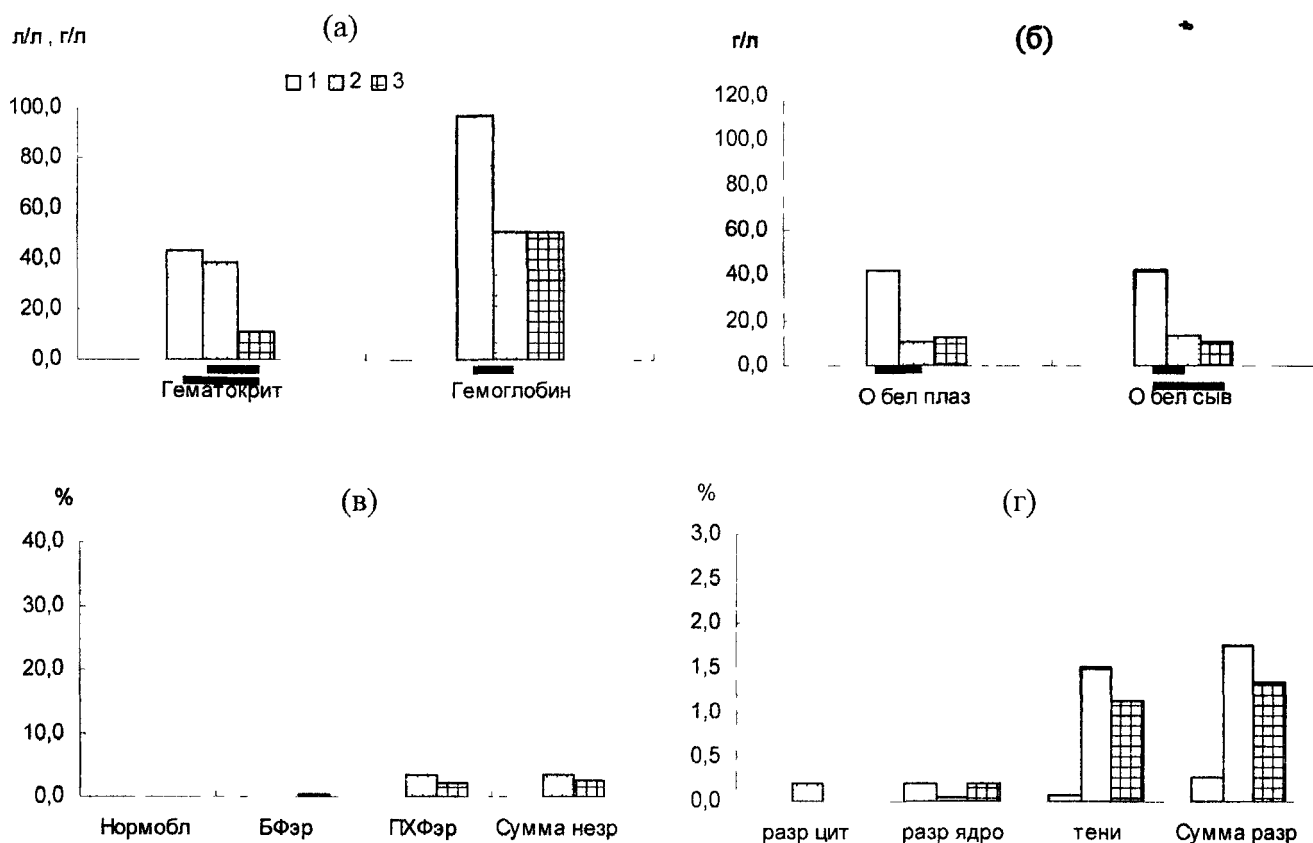 (а)
л/л , г/л
1 2 3
100,0
80,0
60,0
40,0
20,0
0,0
Гематокрит Гемоглобин
(б)
г/л
120,0
100,0
80,0
60,0
40,0
20,0
0,0
О бел плаз О бел сыв
(в)
%
40,0
30,0
20,0
10,0
0,0
Нормобл БФэр ПХФэр Сумма незр
(г)
%
3,0
2,5
2,0
1,5
1,0
0,5
0,0
разр цит разр ядро тени Сумма разр